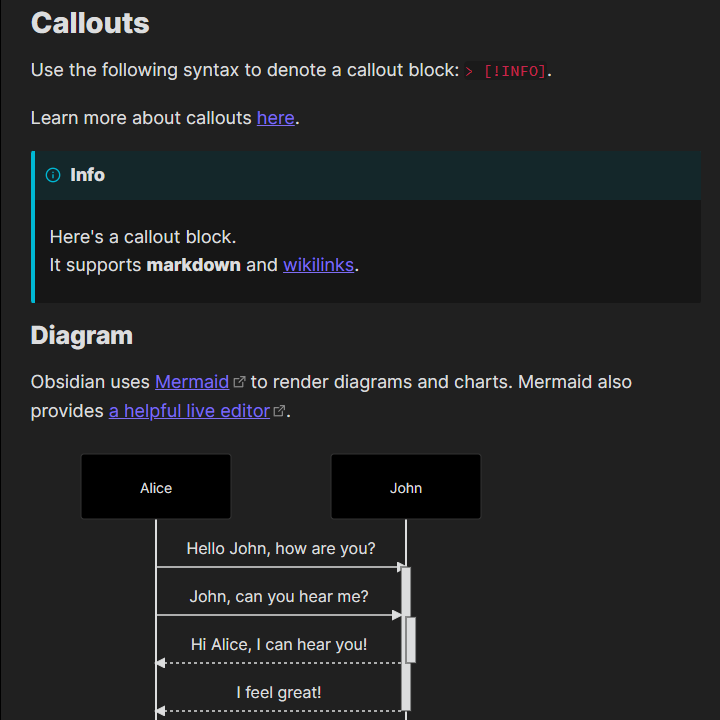 Callouts
Use the following syntax to denote a callout block: > [!INFO].
Learn more about callouts here.
Info
Here's a callout block.
It supports markdown and wikilinks.
Diagram
Obsidian uses Mermaid to render diagrams and charts. Mermaid also
provides a helpful live editor.
Alice
John
Hello John, how are you?
John, can you hear me?
Hi Alice, I can hear you!
I feel great!